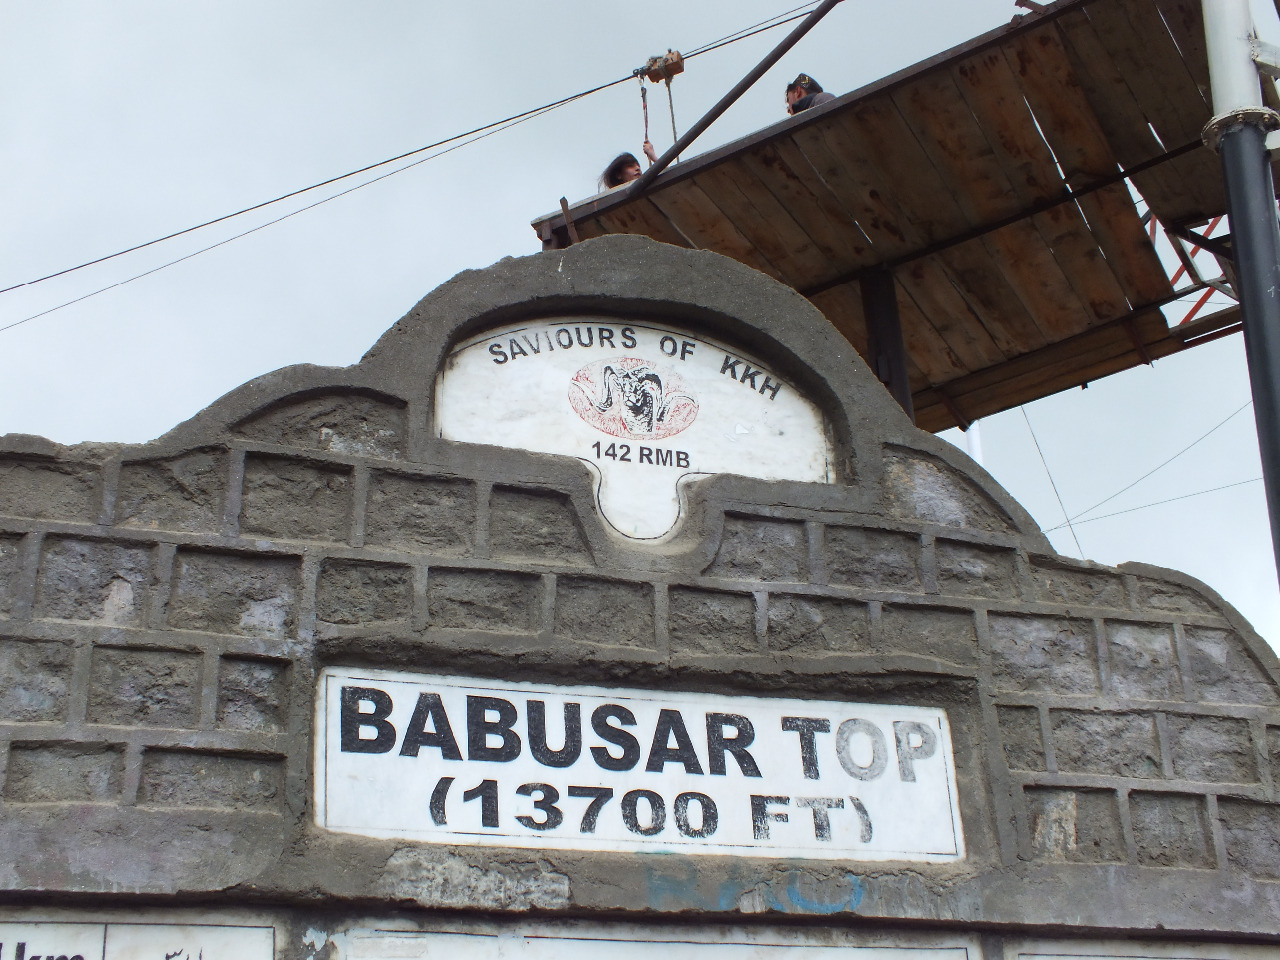 SAVIOURS OF KKH
142 RMB
BABUSAR TOP
(13700 FT)